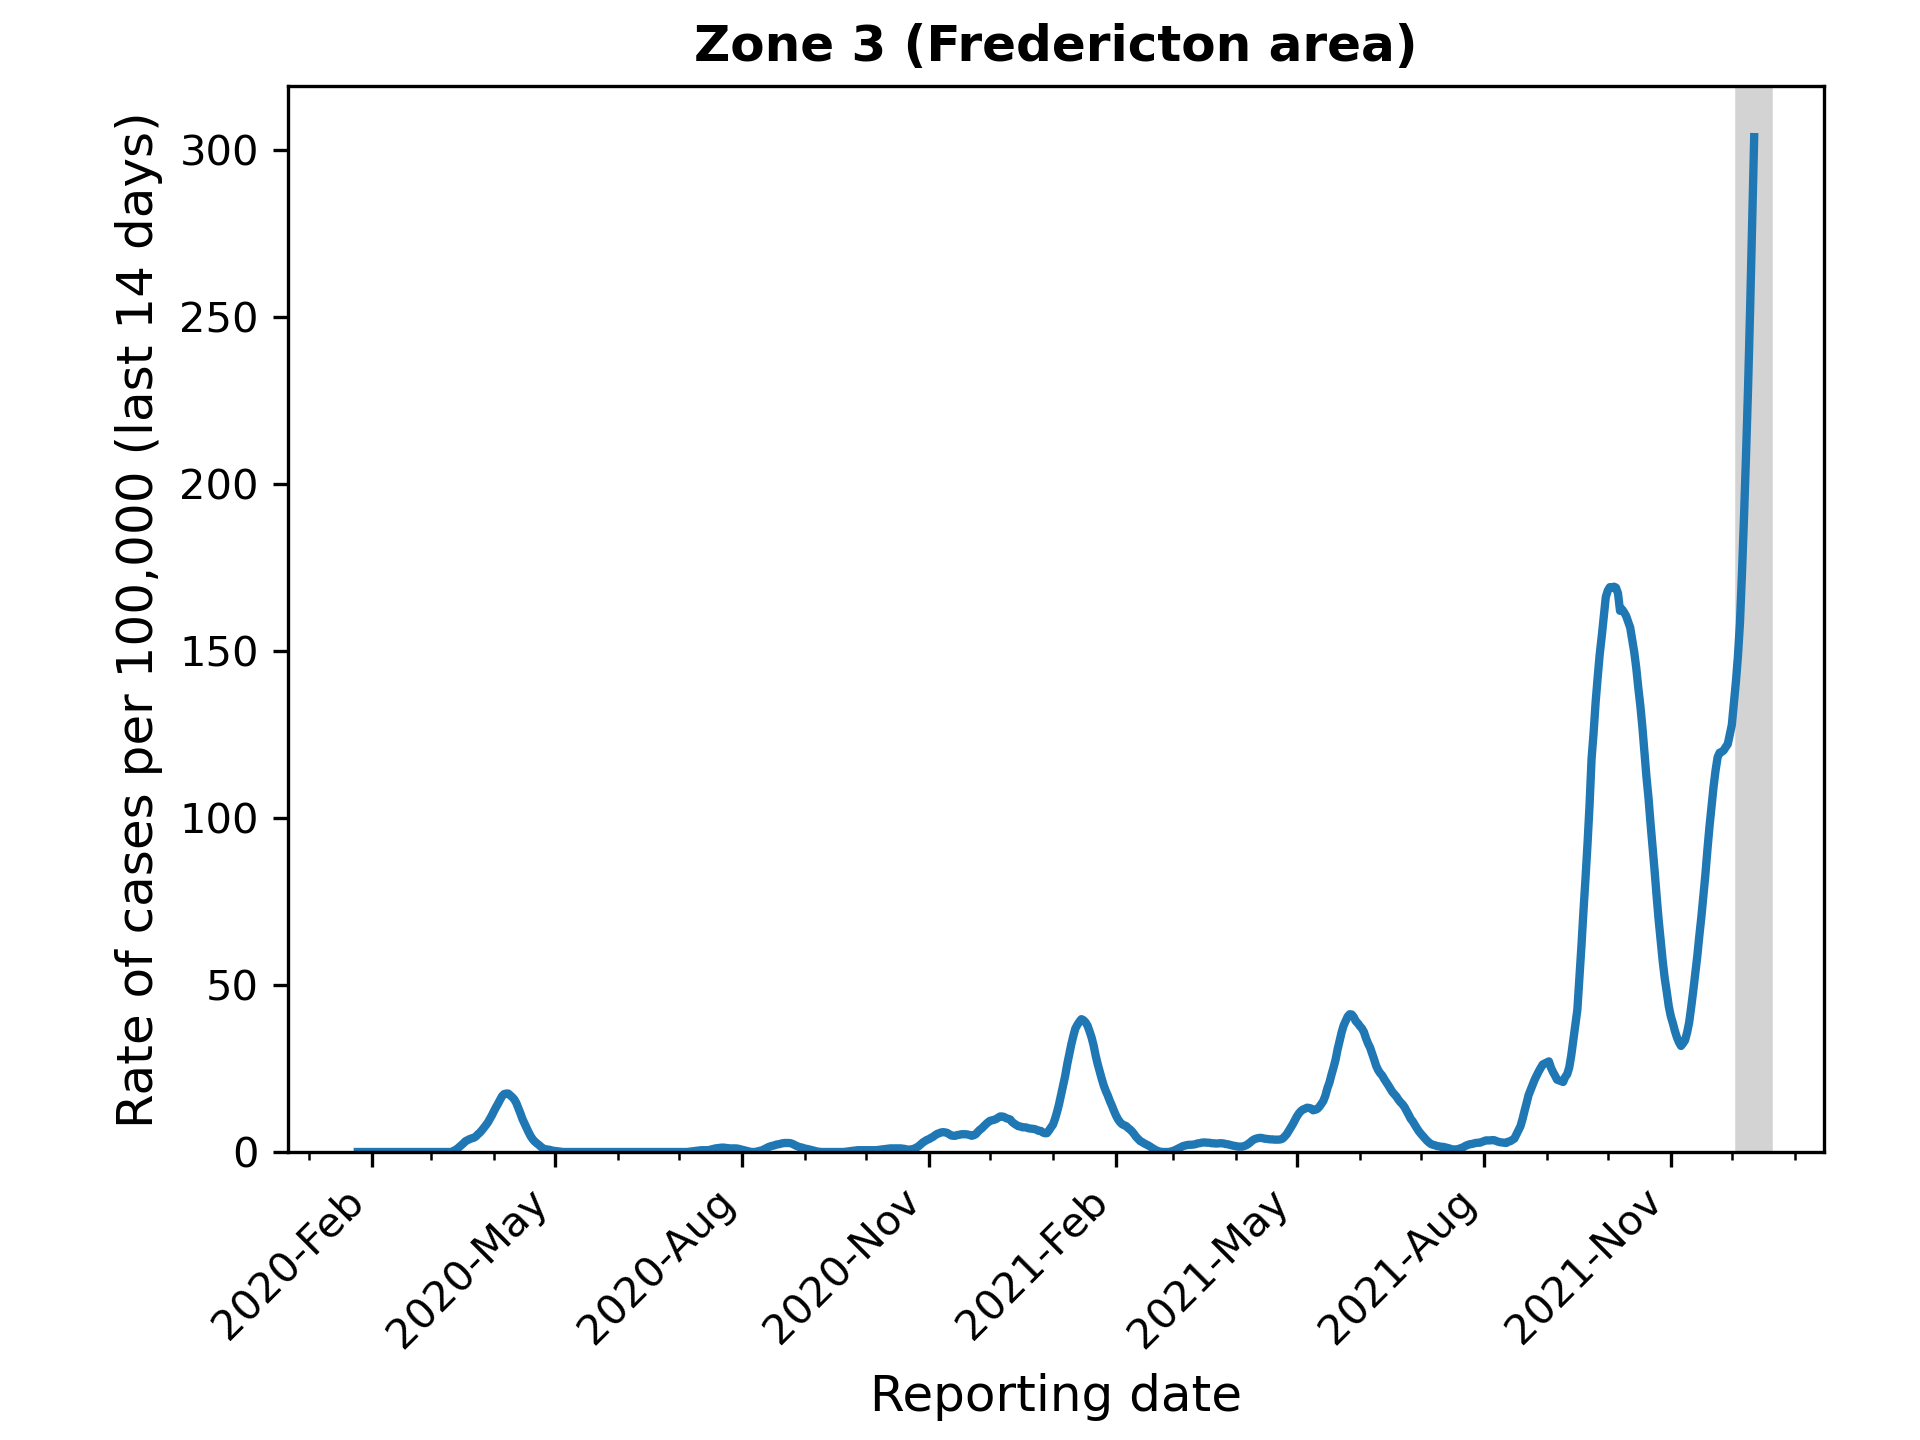 Zone 3 (Fredericton area)
Rate of cases per 100,000 (last 14 days)
300
250
200
150
100
50
0
2020-Feb
2020-May
2020-Aug
2020-Nov
2021-Feb
2021-May
2021-Aug
2021-Nov
Reporting date